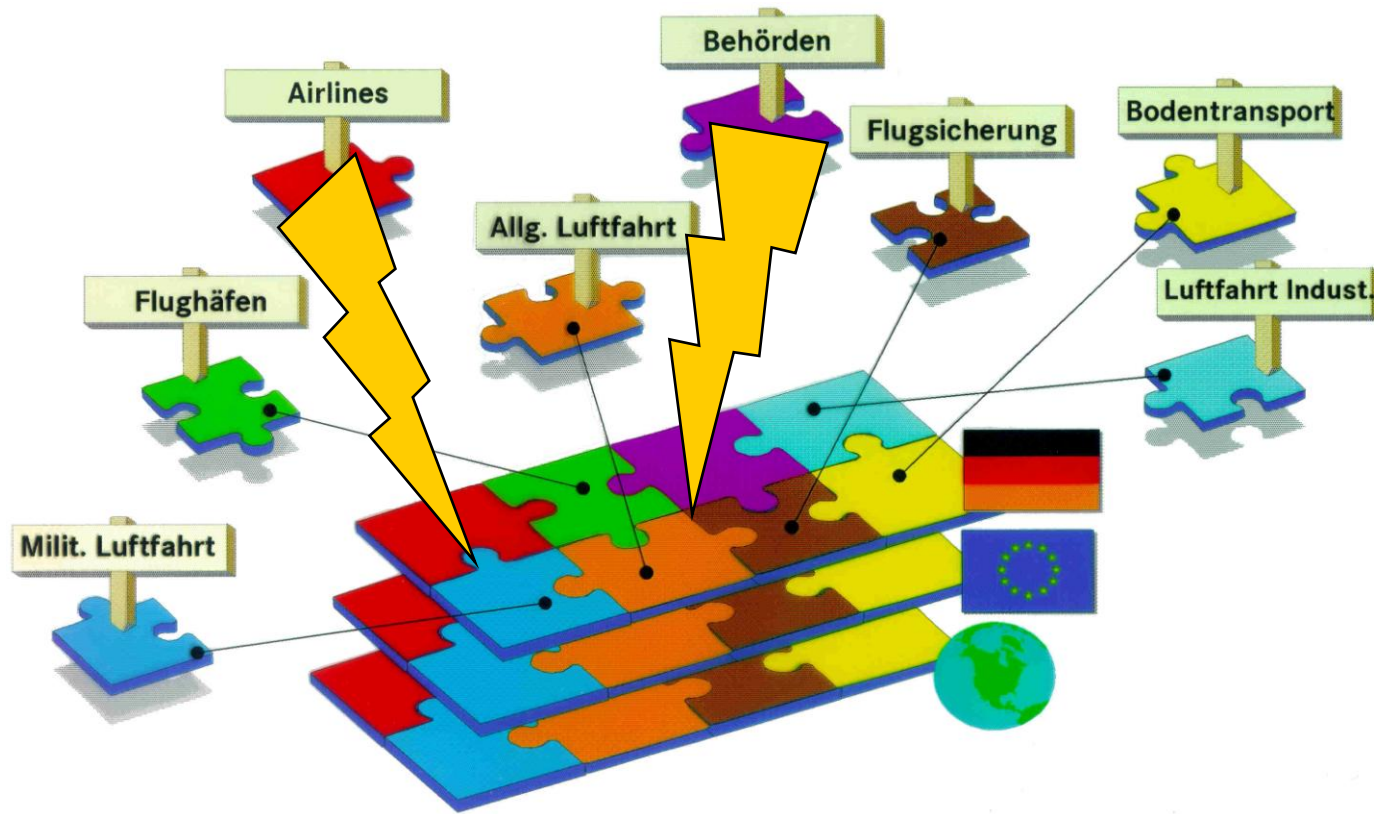 Behörden
Airlines
Flugsicherung
Bodentransport
Allg. Luftfahrt
Flughäfen
Luftfahrt Indust.
Milit. Luftfahrt